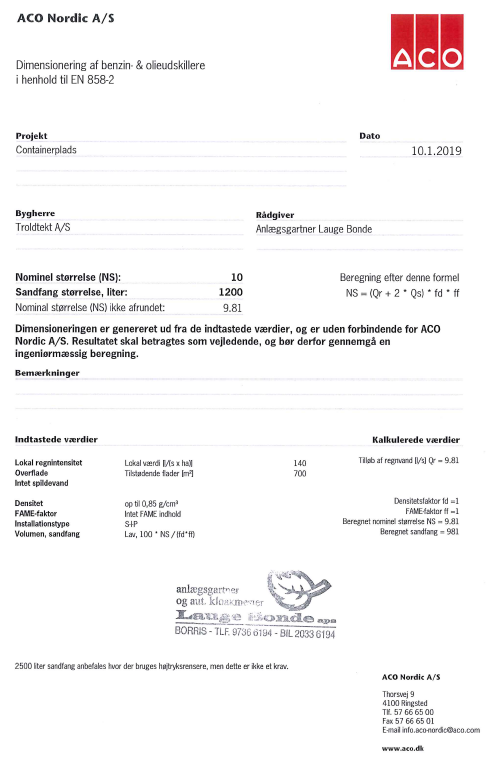 ACO Nordic A/S
ACO
Dimensionering af benzin- & olieudskillere
i henhold til EN 858-2
Projekt
Dato
Containerplads
10.1.2019
Bygherre
Rådgiver
Troldtekt A/S
Anlægsgartner Lauge Bonde
Nominel størrelse (NS): 10 Beregning efter denne formel
Sandfang størrelse, liter: 1200 NS = (Qr + 2 * Qs) * fd * ff
Nominal størrelse (NS) ikke afrundet: 9.81
Dimensioneringen er genereret ud fra de indtastede værdier, og er uden forbindende for ACO
Nordic A/S. Resultatet skal betragtes som vejledende, og bør derfor gennemgå en
ingeniørmæssig beregning.
Bemærkninger
Indtastede værdier
Kalkulerede værdier
Lokal regnintensitet Lokal værdi [l/(s x ha)] 140 Tilløb af regnvand [l/s) Qr = 9.81
Overflade Tilstødende flader [m²] 700
Intet spildevand
Densitet op til 0,85 g/cm³ Densitetsfaktor fd =1
FAME-faktor Intet FAME indhold FAME-faktor ff =1
Installationstype S-I-P Beregnet nominel størrelse NS = 9.81
Volumen, sandfang Lav, 100 * NS /(fd*ff) Beregnet sandfang = 981
anlægsgartner
og aut. kloakmester
Lauge Bonde aps
BORRIS - TLF. 9736 6194 - BIL 2033 6194
2500 liter sandfang anbefales hvor der bruges højtryksrensere, men dette er ikke et krav.
ACO Nordic A/S
Thorsvej 9
4100 Ringsted
Tlf. 57 66 65 00
Fax 57 66 65 01
E-mail info.aco-nordic@aco.com
www.aco.dk